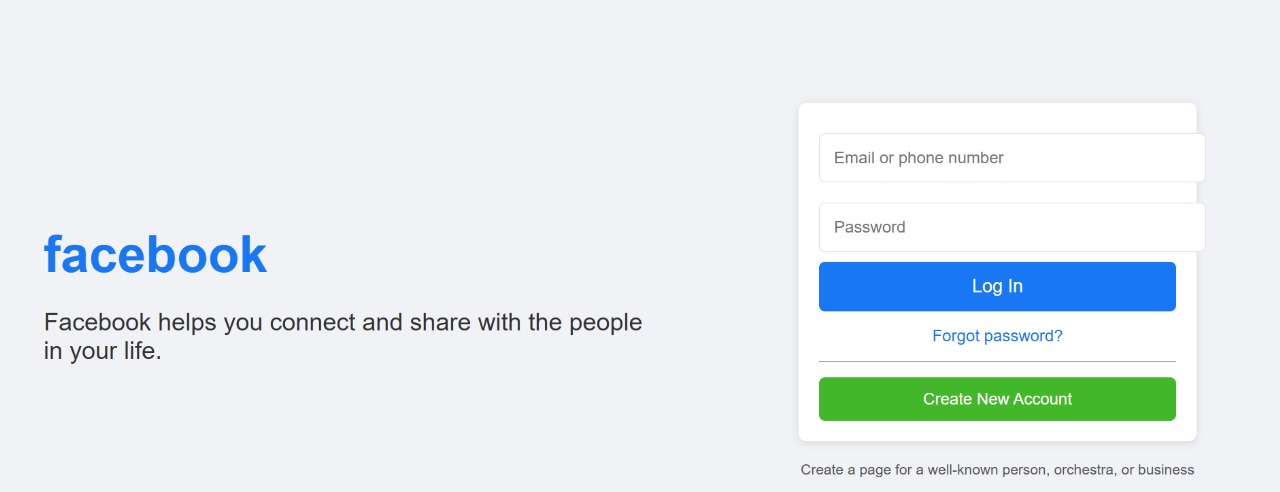 facebook
Facebook helps you connect and share with the people
in your life.
Email or phone number
Password
Log In
Forgot password?
Create New Account
Create a page for a well-known person, orchestra, or business